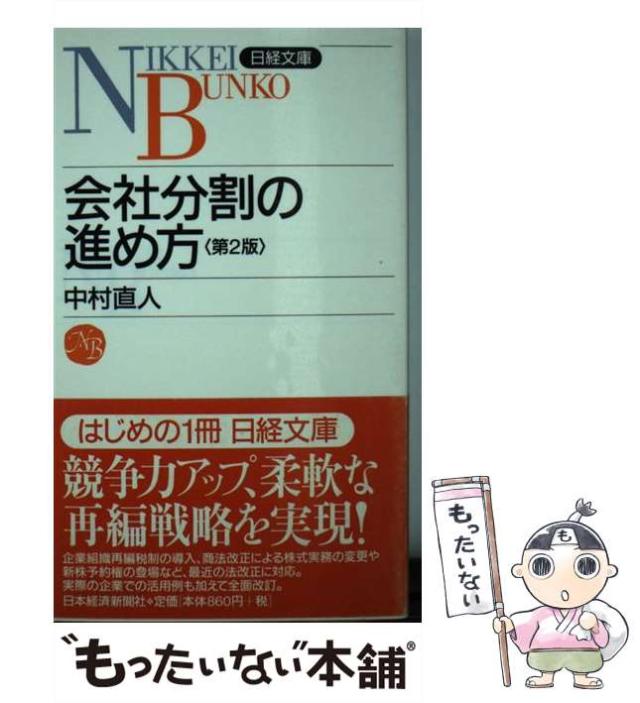 NIKKEI 日経文庫
BUNKO
会社分割の
進め方〈第2版〉
中村直人
NB
はじめの1冊 日経文庫
競争力アップ、柔軟な
再編戦略を実現!
企業組織再編税制の導入、商法改正による株式実務の変更や
新株予約権の登場など、最近の法改正に対応。
実際の企業での活用例も加えて全面改訂。
日本経済新聞社◆定価[本体860円+税]
も
もったいない
"もったいない"本舗®